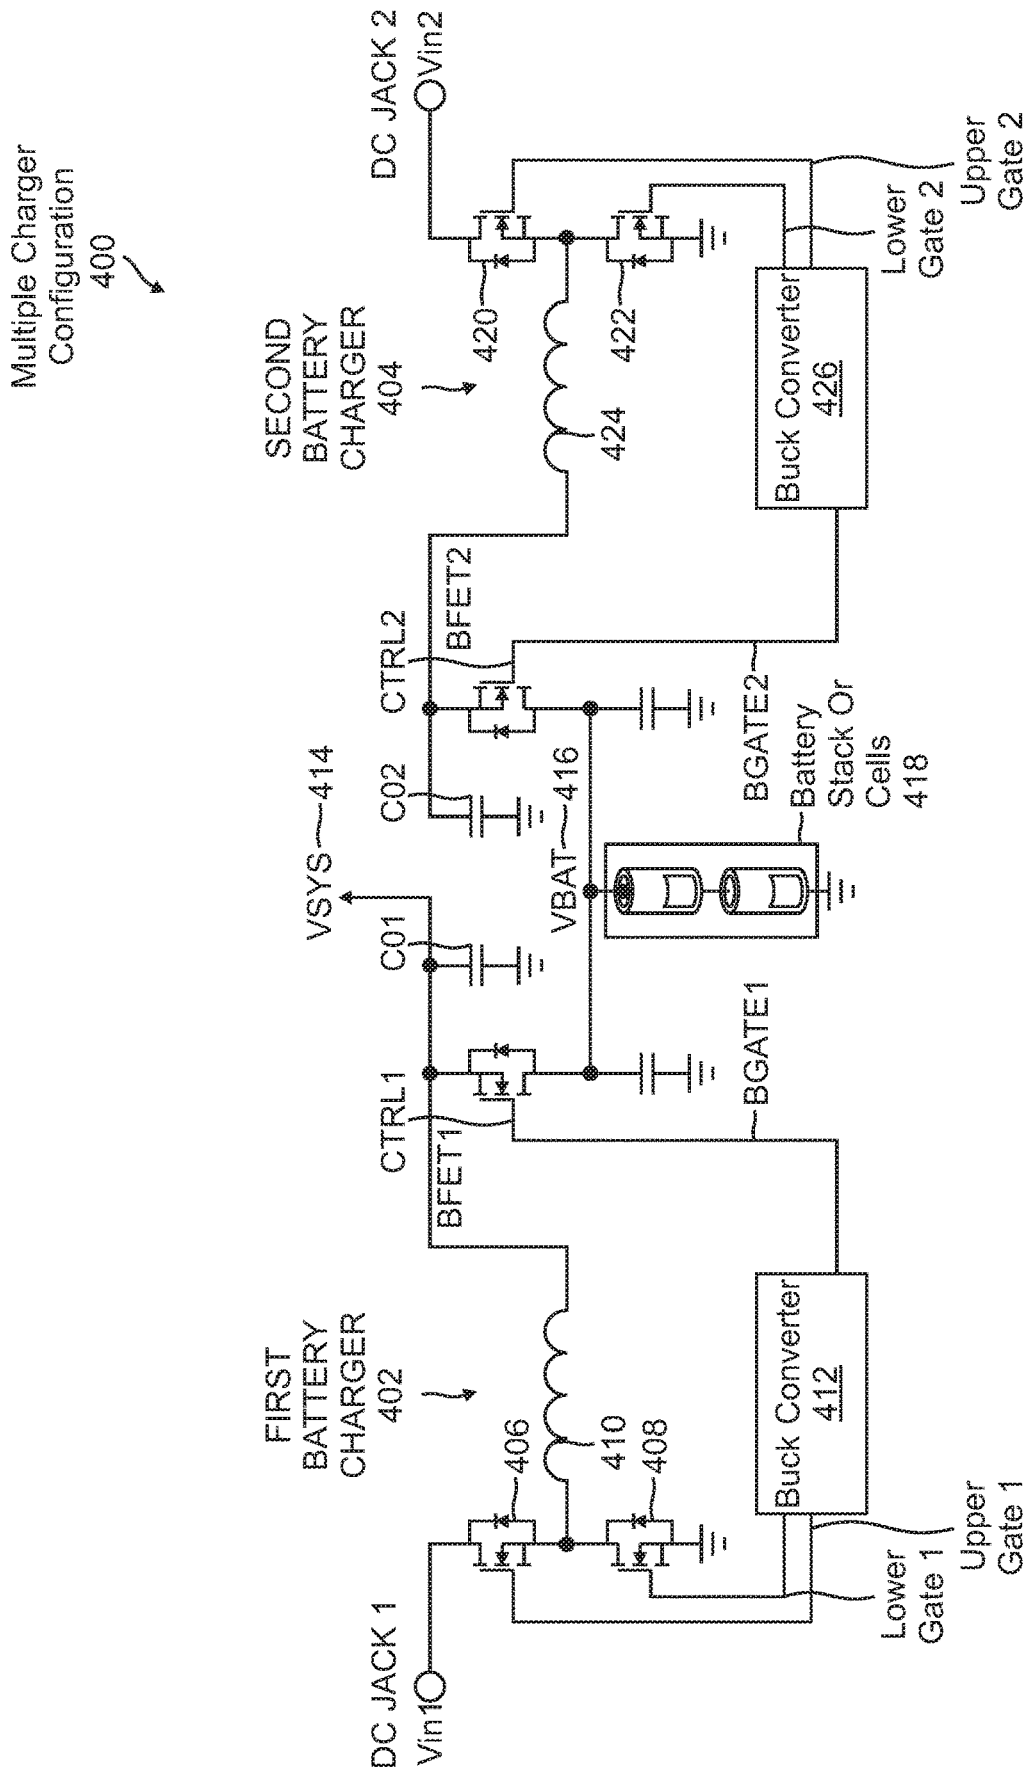 Multiple Charger
Configuration
400
DC JACK 1
Vin1
FIRST
BATTERY
CHARGER
402
406
410
408
BFET1
CTRL1
C01
VSYS
414
C02
CTRL2
BFET2
VBAT
416
SECOND
BATTERY
CHARGER
404
424
420
422
DC JACK 2
Vin2
Lower
Gate 1
Upper
Gate 1
Buck Converter
412
BGATE1
Battery
Stack Or
Cells
418
BGATE2
Buck Converter
426
Lower
Gate 2
Upper
Gate 2